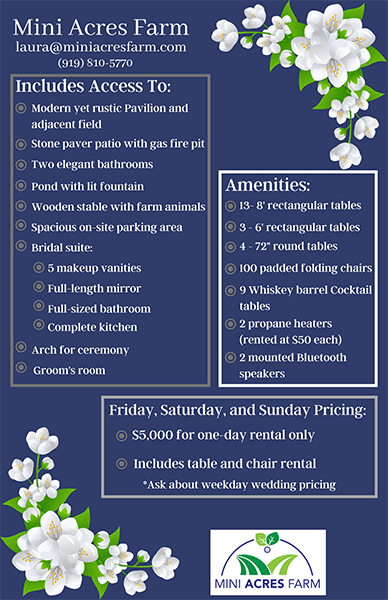 Mini Acres Farm
laura@miniacresfarm.com
(919) 810-5770
Includes Access To:
Modern yet rustic Pavilion and
adjacent field
Stone paver patio with gas fire pit
Two elegant bathrooms
Pond with lit fountain
Wooden stable with farm animals
Spacious on-site parking area
Bridal suite:
5 makeup vanities
Full-length mirror
Full-sized bathroom
Complete kitchen
Arch for ceremony
Groom's room
Amenities:
13- 8' rectangular tables
3 - 6' rectangular tables
4 - 72" round tables
100 padded folding chairs
9 Whiskey barrel Cocktail
tables
2 propane heaters
(rented at $50 each)
2 mounted Bluetooth
speakers
Friday, Saturday, and Sunday Pricing:
$5,000 for one-day rental only
Includes table and chair rental
*Ask about weekday wedding pricing
MINI ACRES FARM